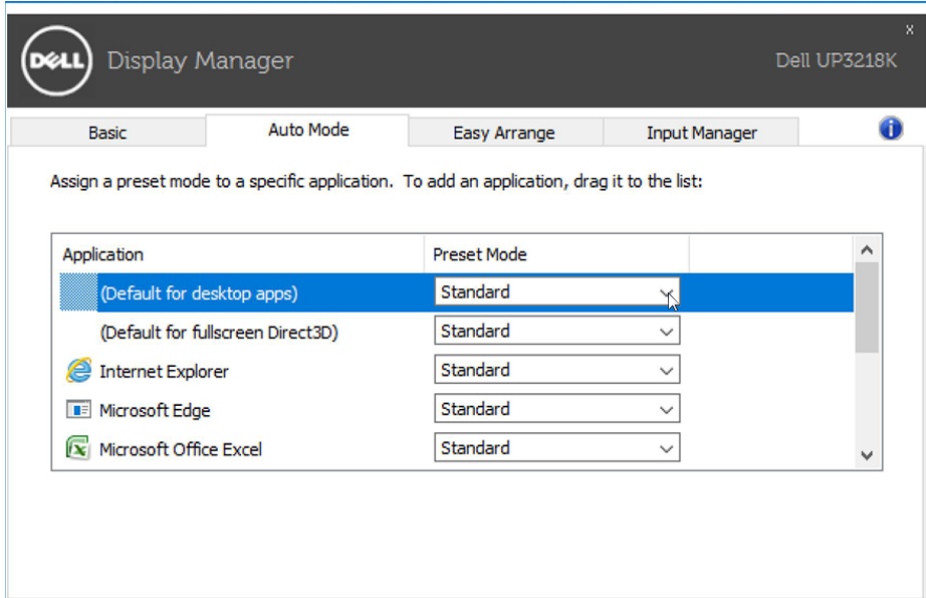 DELL Display Manager
x
Dell UP3218K
Basic Auto Mode Easy Arrange Input Manager
Assign a preset mode to a specific application. To add an application, drag it to the list:
Application Preset Mode
(Default for desktop apps) Standard
(Default for fullscreen Direct3D) Standard
Internet Explorer Standard
Microsoft Edge Standard
Microsoft Office Excel Standard